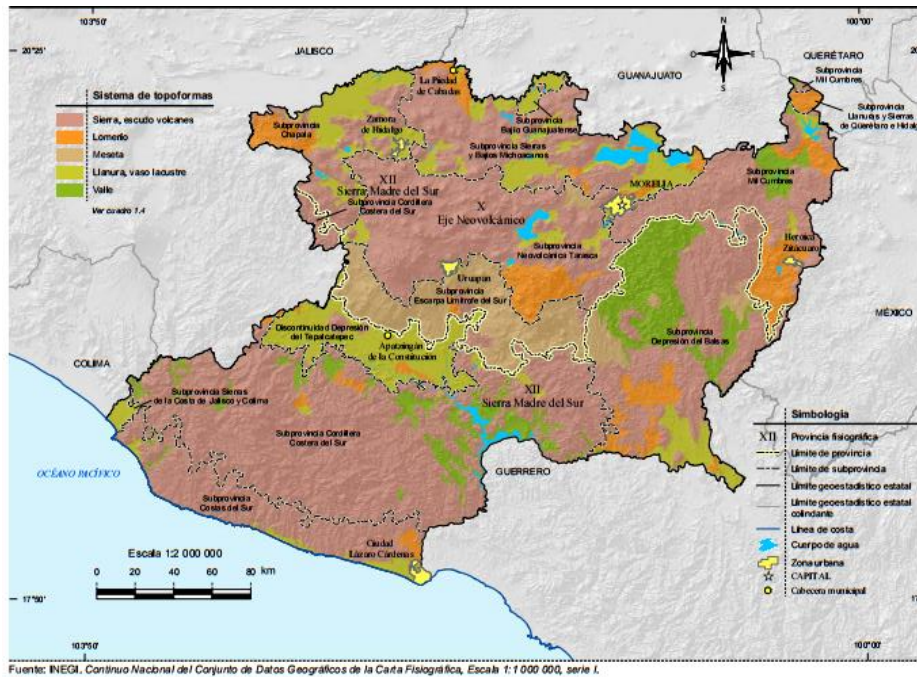 103°50'
100°00'
20°25'
20
JALISCO
QUERÉTARO
GUANAJUATO
La Piedad
de Cabadas
O
E
N
S
Subprovincia
Mil Cumbres
Subprovincia
Llanuras y Sierras
de Querétaro e Hidalgo
Sistema de topoformas
Sierra, escudo volcanes
Lomerío
Meseta
Llanura, vaso lacustre
Valle
Ver cuadro 1.4
Subprovincia
Chapala
Zamora
de Hidalgo
Subprovincia
Bajío Guanajuatense
Subprovincia Sierras
y Bajíos Michoacanos
MORELIA
Subprovincia
Mil Cumbres
XII
Sierra Madre del Sur
Subprovincia Cordillera
Costera del Sur
X
Eje Neovolcánico
Subprovincia
Neovolcánica Tarasca
Heroica
Zitácuaro
Uruapan
Subprovincia
Escarpa Limítrofe del Sur
MÉXICO
Discontinuidad Depresión
del Tepalcatepec
Apatzingán
de la Constitución
Subprovincia
Depresión del Balsas
COLIMA
Subprovincia Sierras
de la Costa de Jalisco y Colima
XII
Sierra Madre del Sur
Subprovincia Cordillera
Costera del Sur
OCÉANO PACÍFICO
GUERRERO
Subprovincia
Costas del Sur
Ciudad
Lázaro Cárdenas
Escala 1:2 000 000
km
0 20 40 60 80
Simbología
XII Provincia fisiográfica
Límite de provincia
Límite de subprovincia
Límite geoestadístico estatal
Límite geoestadístico estatal
colindante
Línea de costa
Cuerpo de agua
Zona urbana
CAPITAL
Cabecera municipal
17°50'
17
103°50'
100°00'
Fuente: INEGI. Continuo Nacional del Conjunto de Datos Geográficos de la Carta Fisiográfica, Escala 1:1 000 000, serie I.